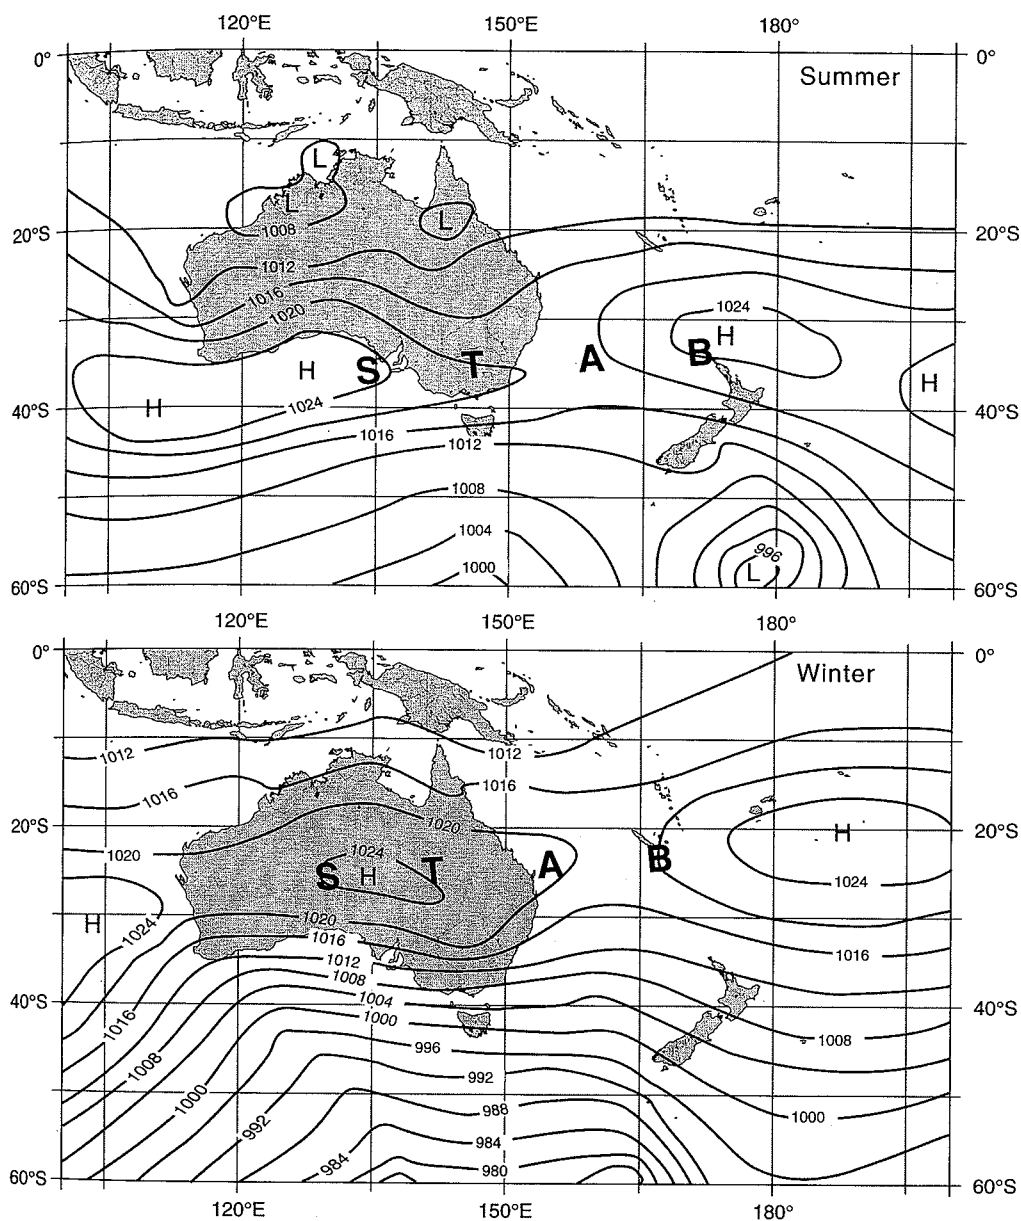 120°E 150°E 180°
0° 0°
Summer
L
L
L
1008
20°S 20°S
1012
1016
1020
1024
H
S T A B
H
H
H
1024
40°S 40°S
1016
1012
1008
1004
996
1000
L
60°S 60°S
120°E 150°E 180°
0° 0°
Winter
1012 1012
1016 1016
1020
20°S H 20°S
1020
1024
S H T A B
1024
H
1020
1024
1016
1016
1012
1008
1004
40°S 40°S
1016
1000
1008
996
1008
992
1000
988
1000
992
984
984
980
60°S 60°S
120°E 150°E 180°